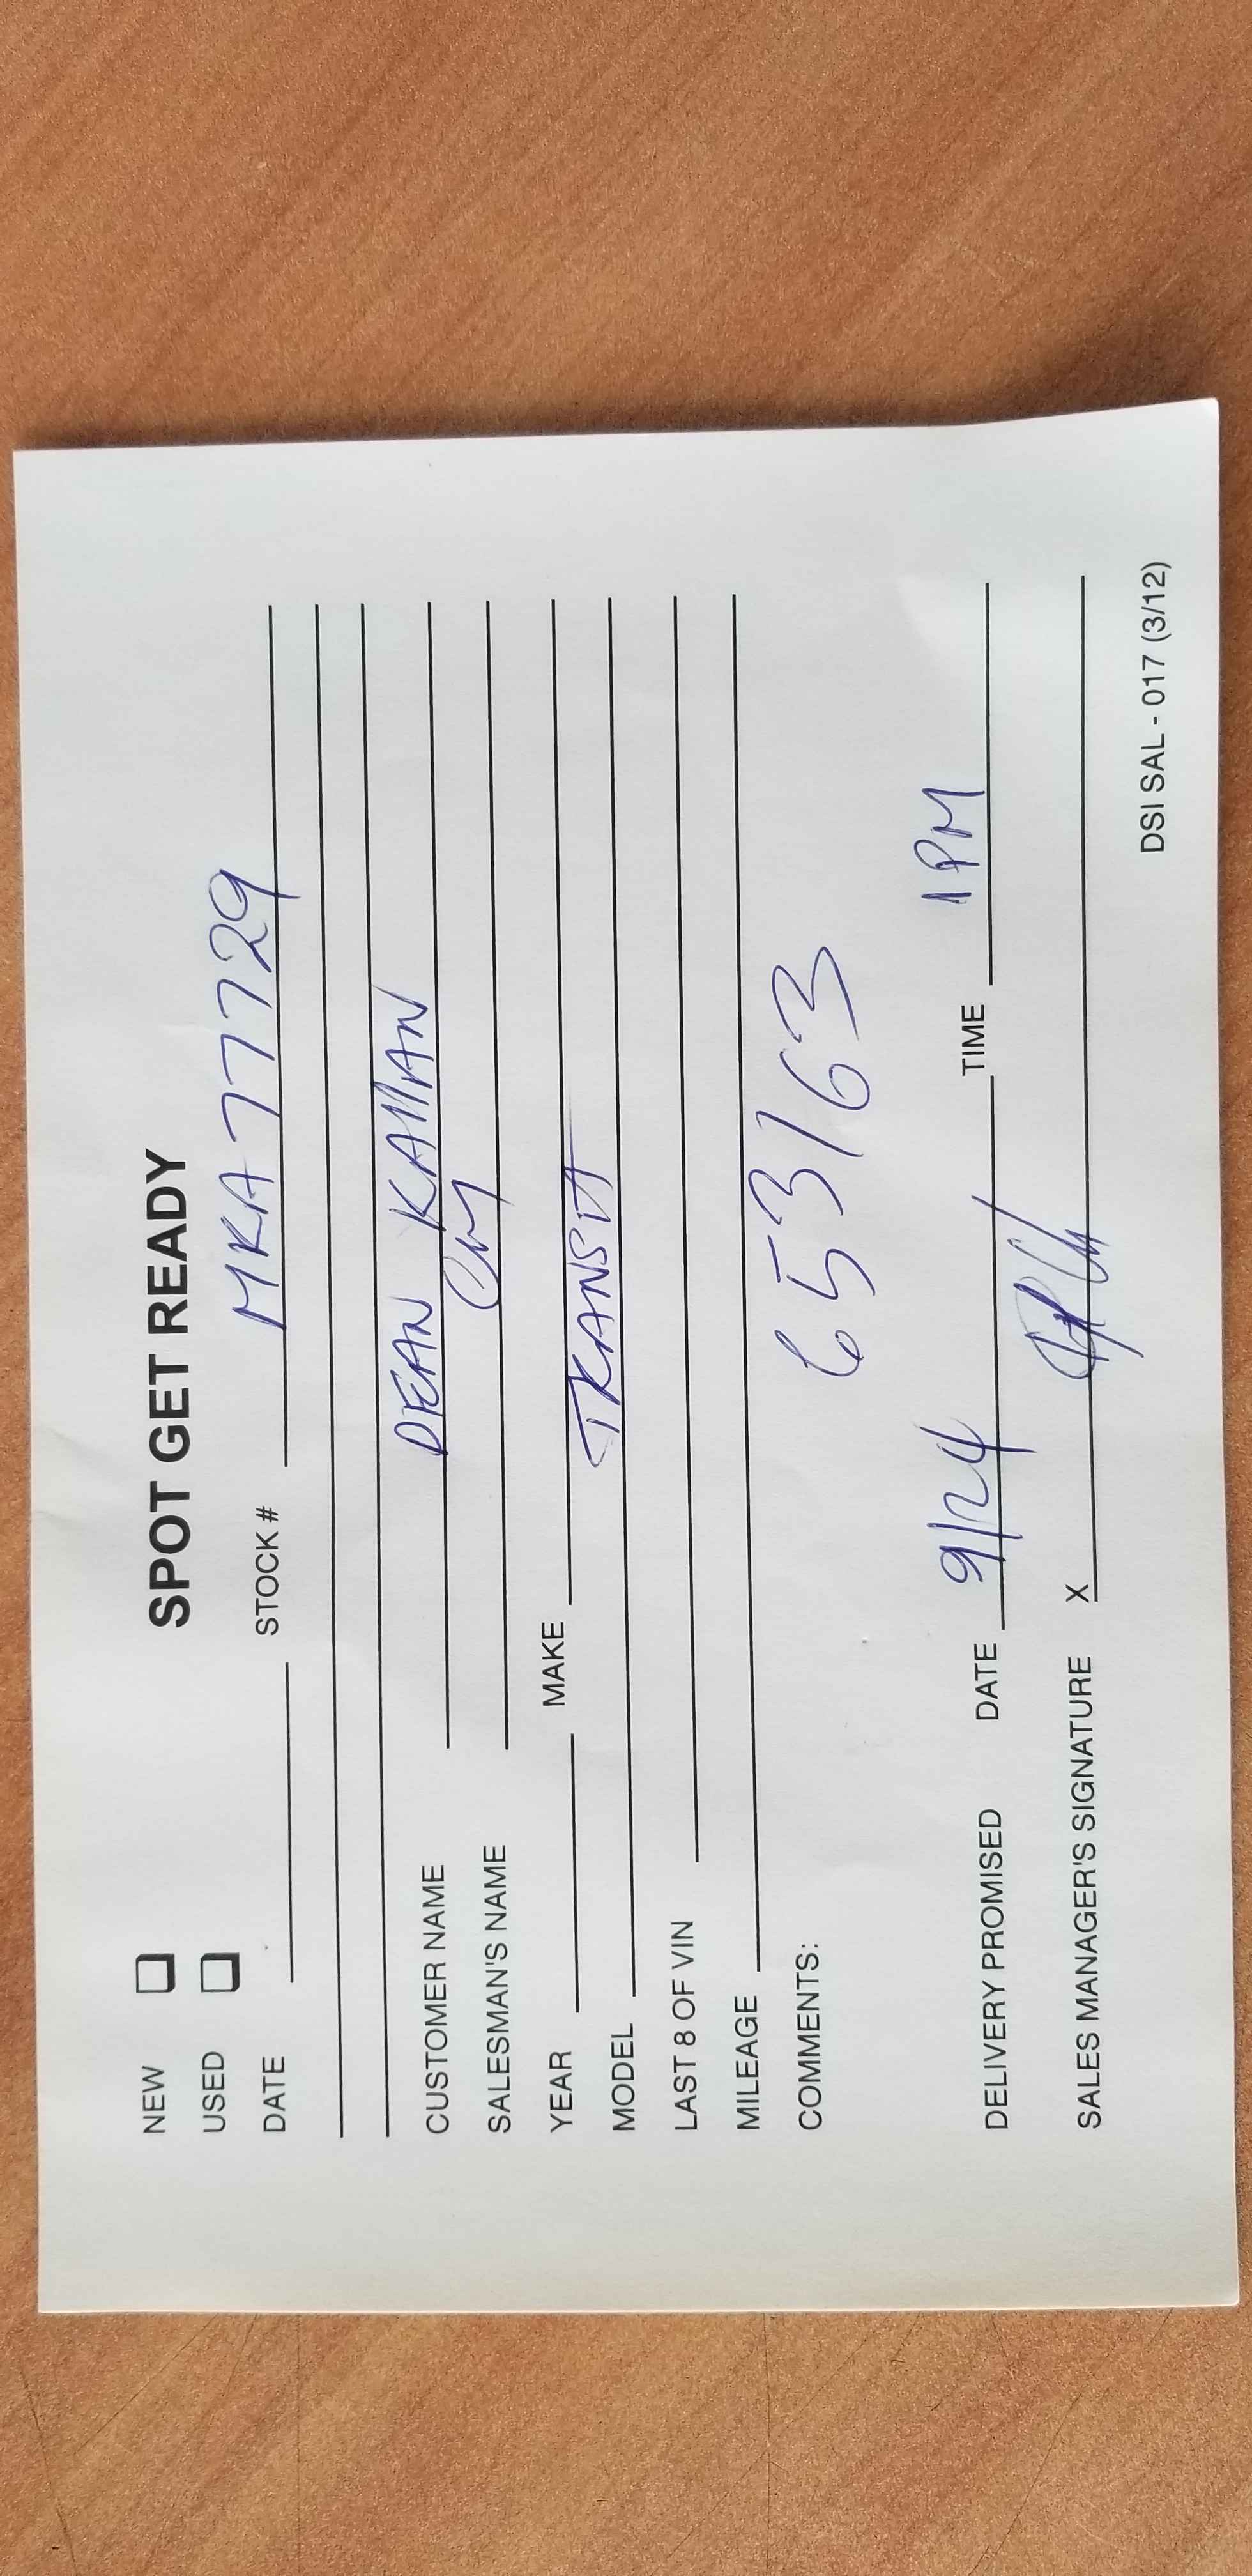 SPOT GET READY
NEW
USED
DATE STOCK # MKA77729
CUSTOMER NAME DEAN KAMAN
SALESMAN'S NAME
YEAR MAKE
MODEL TRANSIT
LAST 8 OF VIN
MILEAGE
COMMENTS: 653163
DELIVERY PROMISED DATE 9/24 TIME 1PM
SALES MANAGER'S SIGNATURE X
DSI SAL - 017 (3/12)